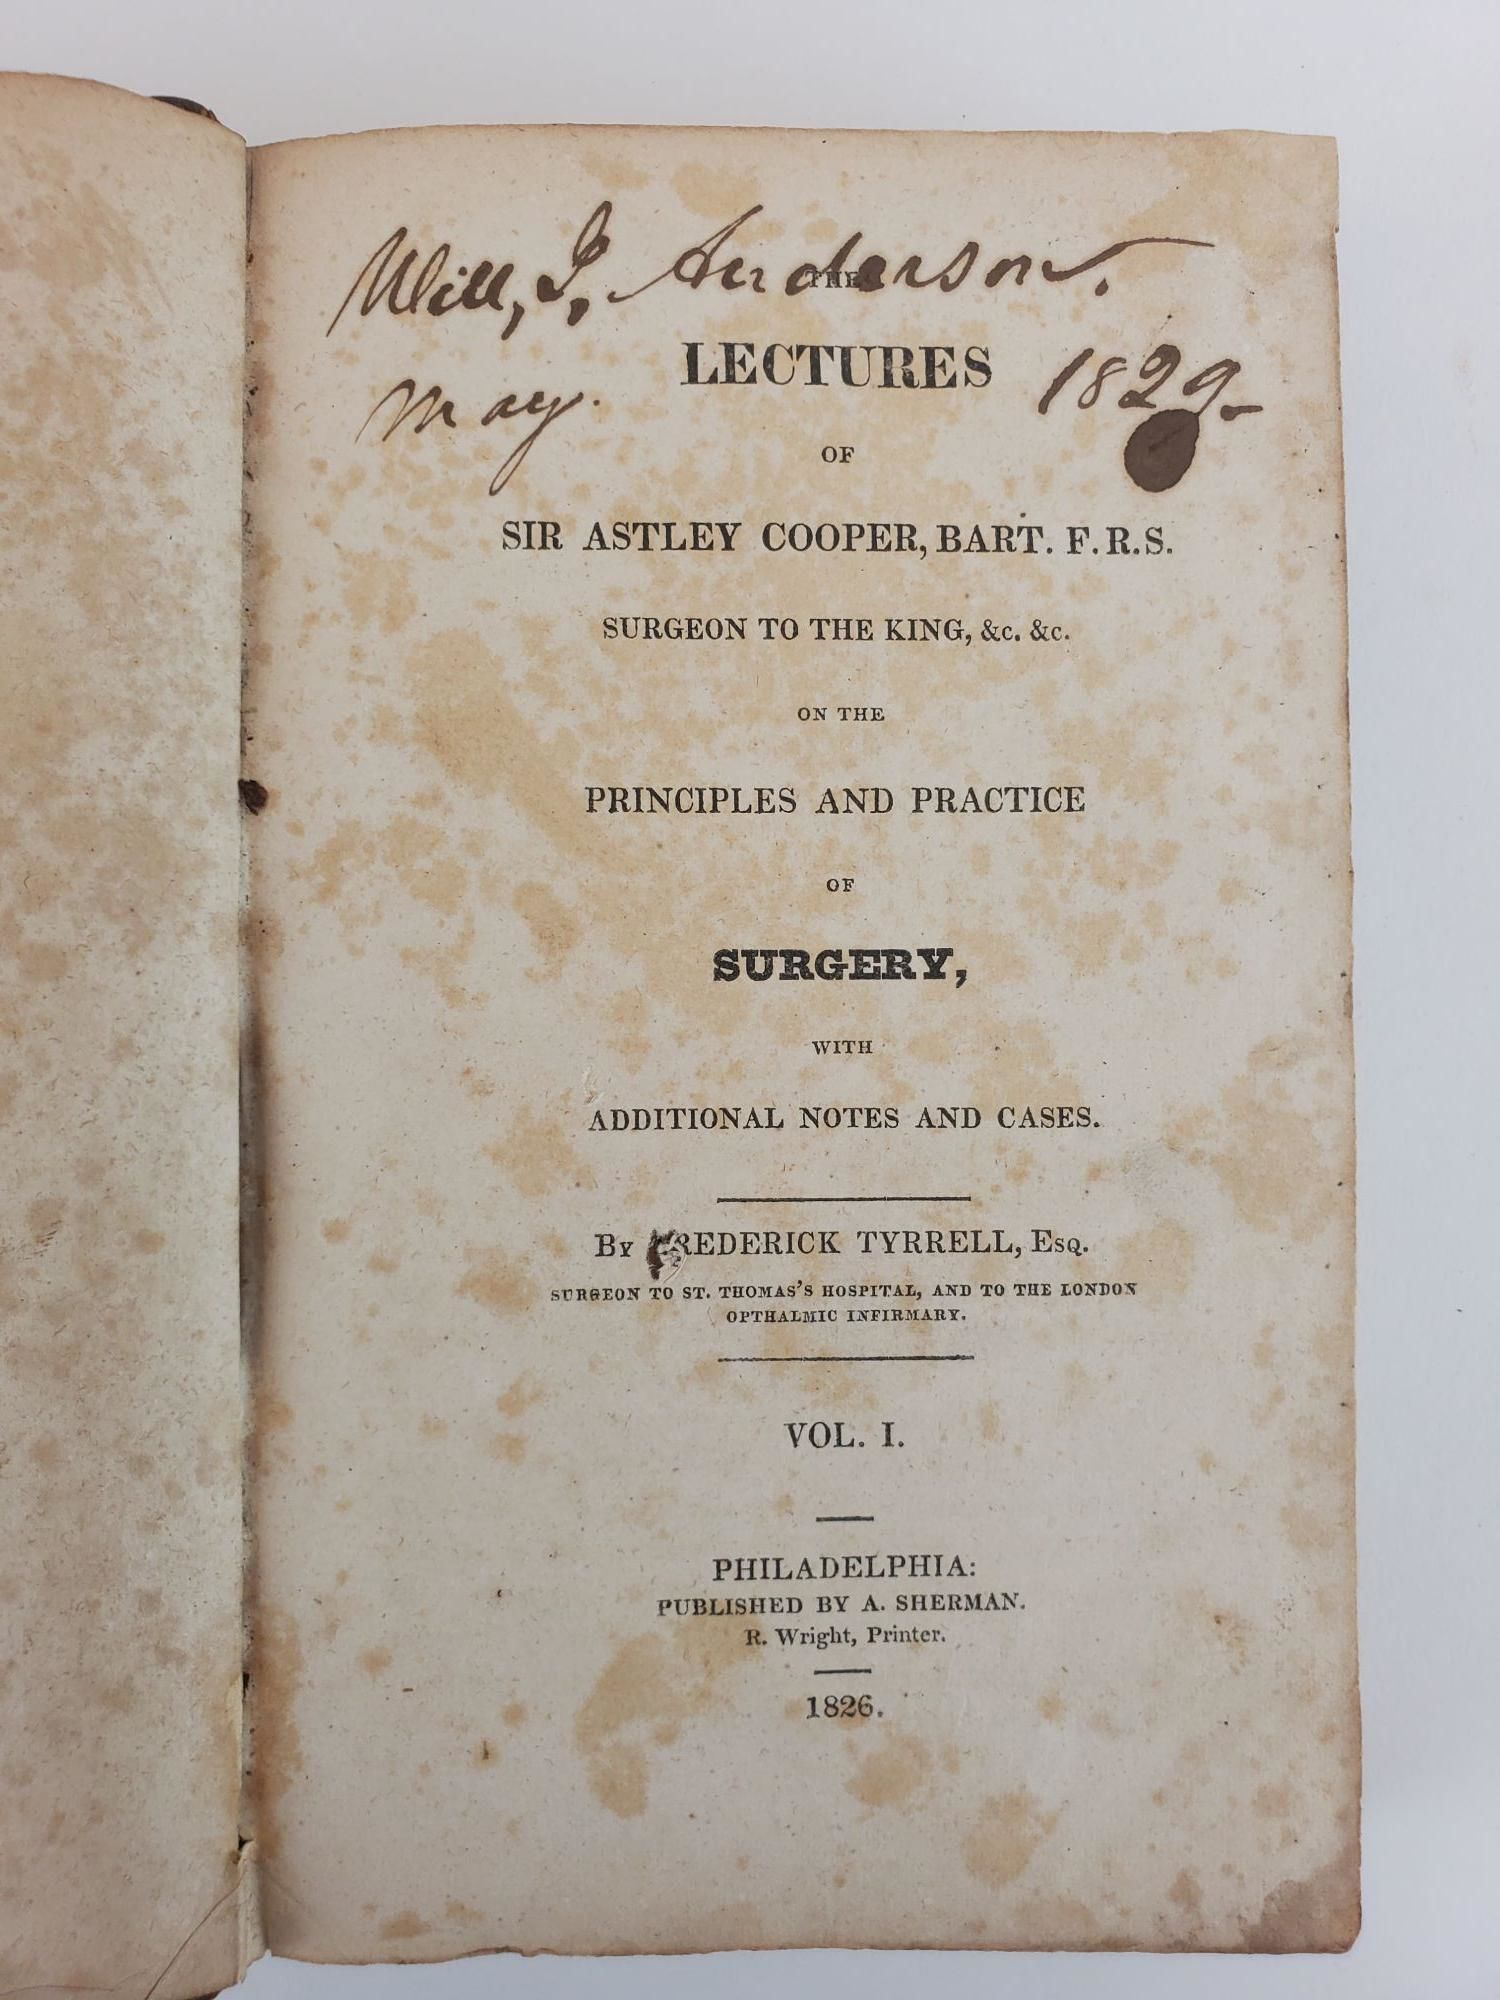 Will, J, Anderson.
THE
LECTURES
May. 1829-
OF
SIR ASTLEY COOPER, BART. F.R.S.
SURGEON TO THE KING, &c. &c.
ON THE
PRINCIPLES AND PRACTICE
OF
SURGERY,
WITH
ADDITIONAL NOTES AND CASES.
By FREDERICK TYRRELL, Esq.
SURGEON TO ST. THOMAS'S HOSPITAL, AND TO THE LONDON
OPTHALMIC INFIRMARY.
VOL. I.
PHILADELPHIA:
PUBLISHED BY A. SHERMAN.
R. Wright, Printer.
1826.